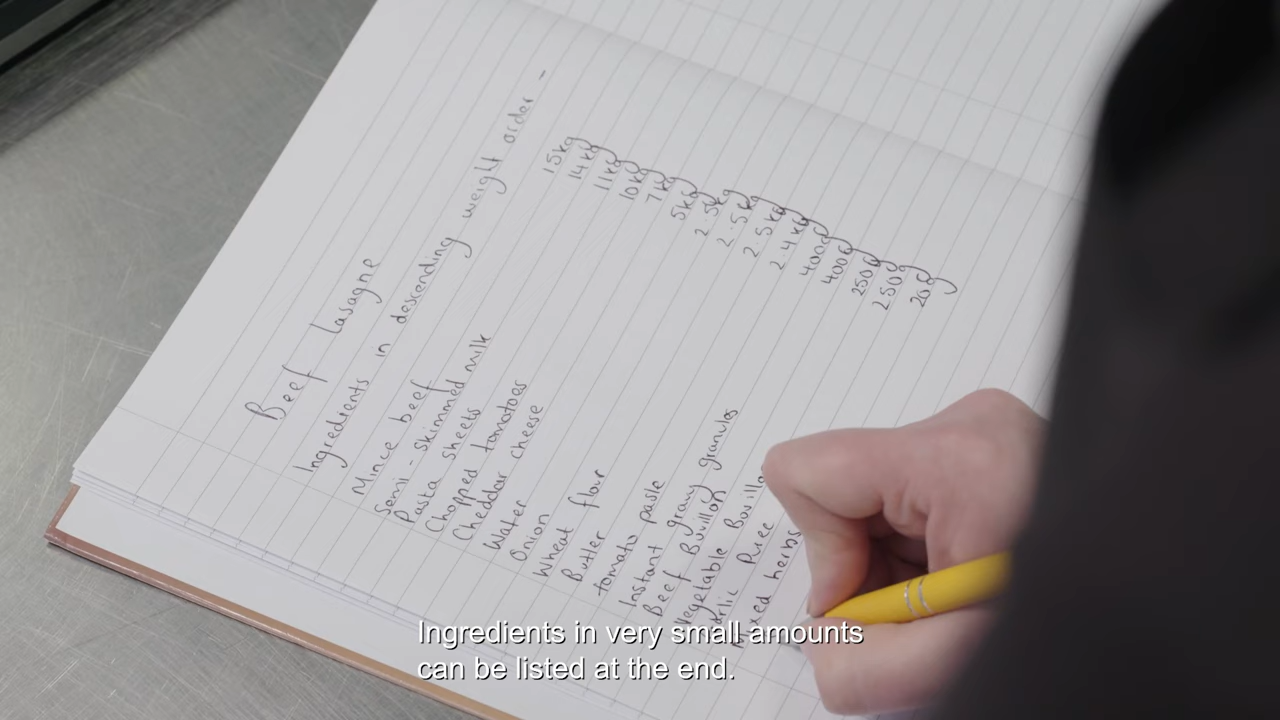 Beef Lasagne
Ingredients in descending weight order -
Mince beef 15kg
Semi-skimmed milk 14kg
Pasta sheets 11kg
Chopped tomatoes 10kg
Cheddar cheese 7kg
Water 5kg
Onion 2.5kg
Wheat flour 2.5kg
Butter 2.5kg
tomato paste 2.4kg
Instant gravy granules 400g
Beef Bouillon 400g
Vegetable Bouillon 250g
Garlic Puree 250g
Mixed herbs 20g
Ingredients in very small amounts
can be listed at the end.